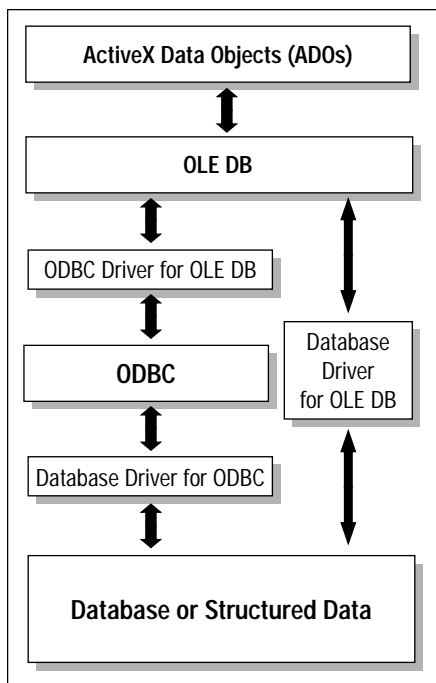 ActiveX Data Objects (ADOs)
OLE DB
ODBC Driver for OLE DB
ODBC
Database Driver for ODBC
Database
Driver
for OLE DB
Database or Structured Data